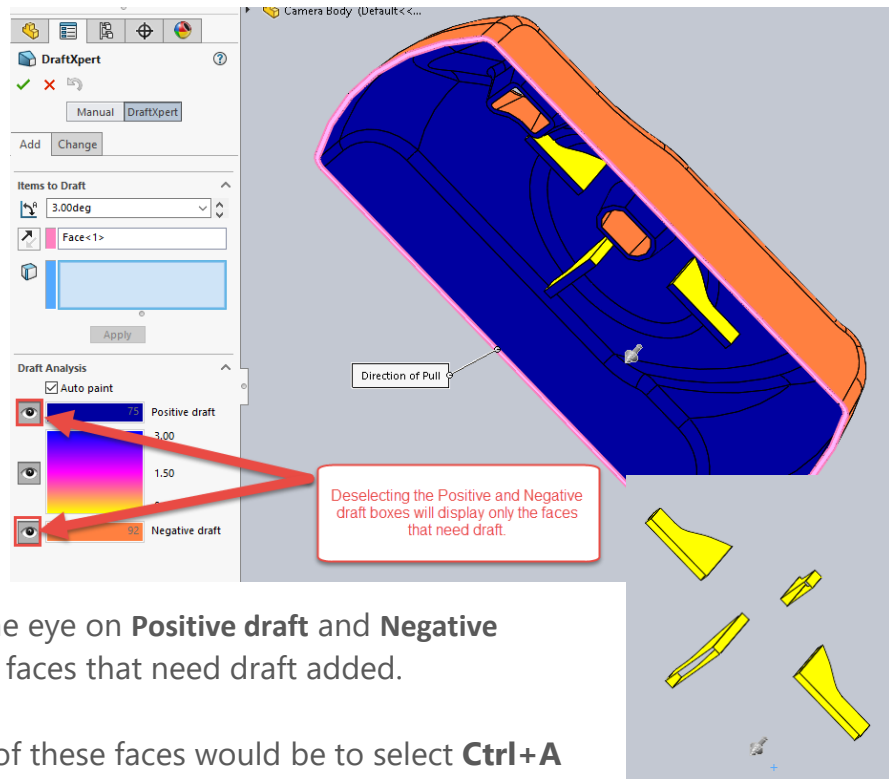 Camera Body (Default<<...
DraftXpert
Manual DraftXpert
Add Change
Items to Draft
3.00deg
Face<1>
Apply
Draft Analysis
Auto paint
75 Positive draft
3.00
1.50
92 Negative draft
Direction of Pull
Deselecting the Positive and Negative
draft boxes will display only the faces
that need draft.
eye on Positive draft and Negative
faces that need draft added.
of these faces would be to select Ctrl+A